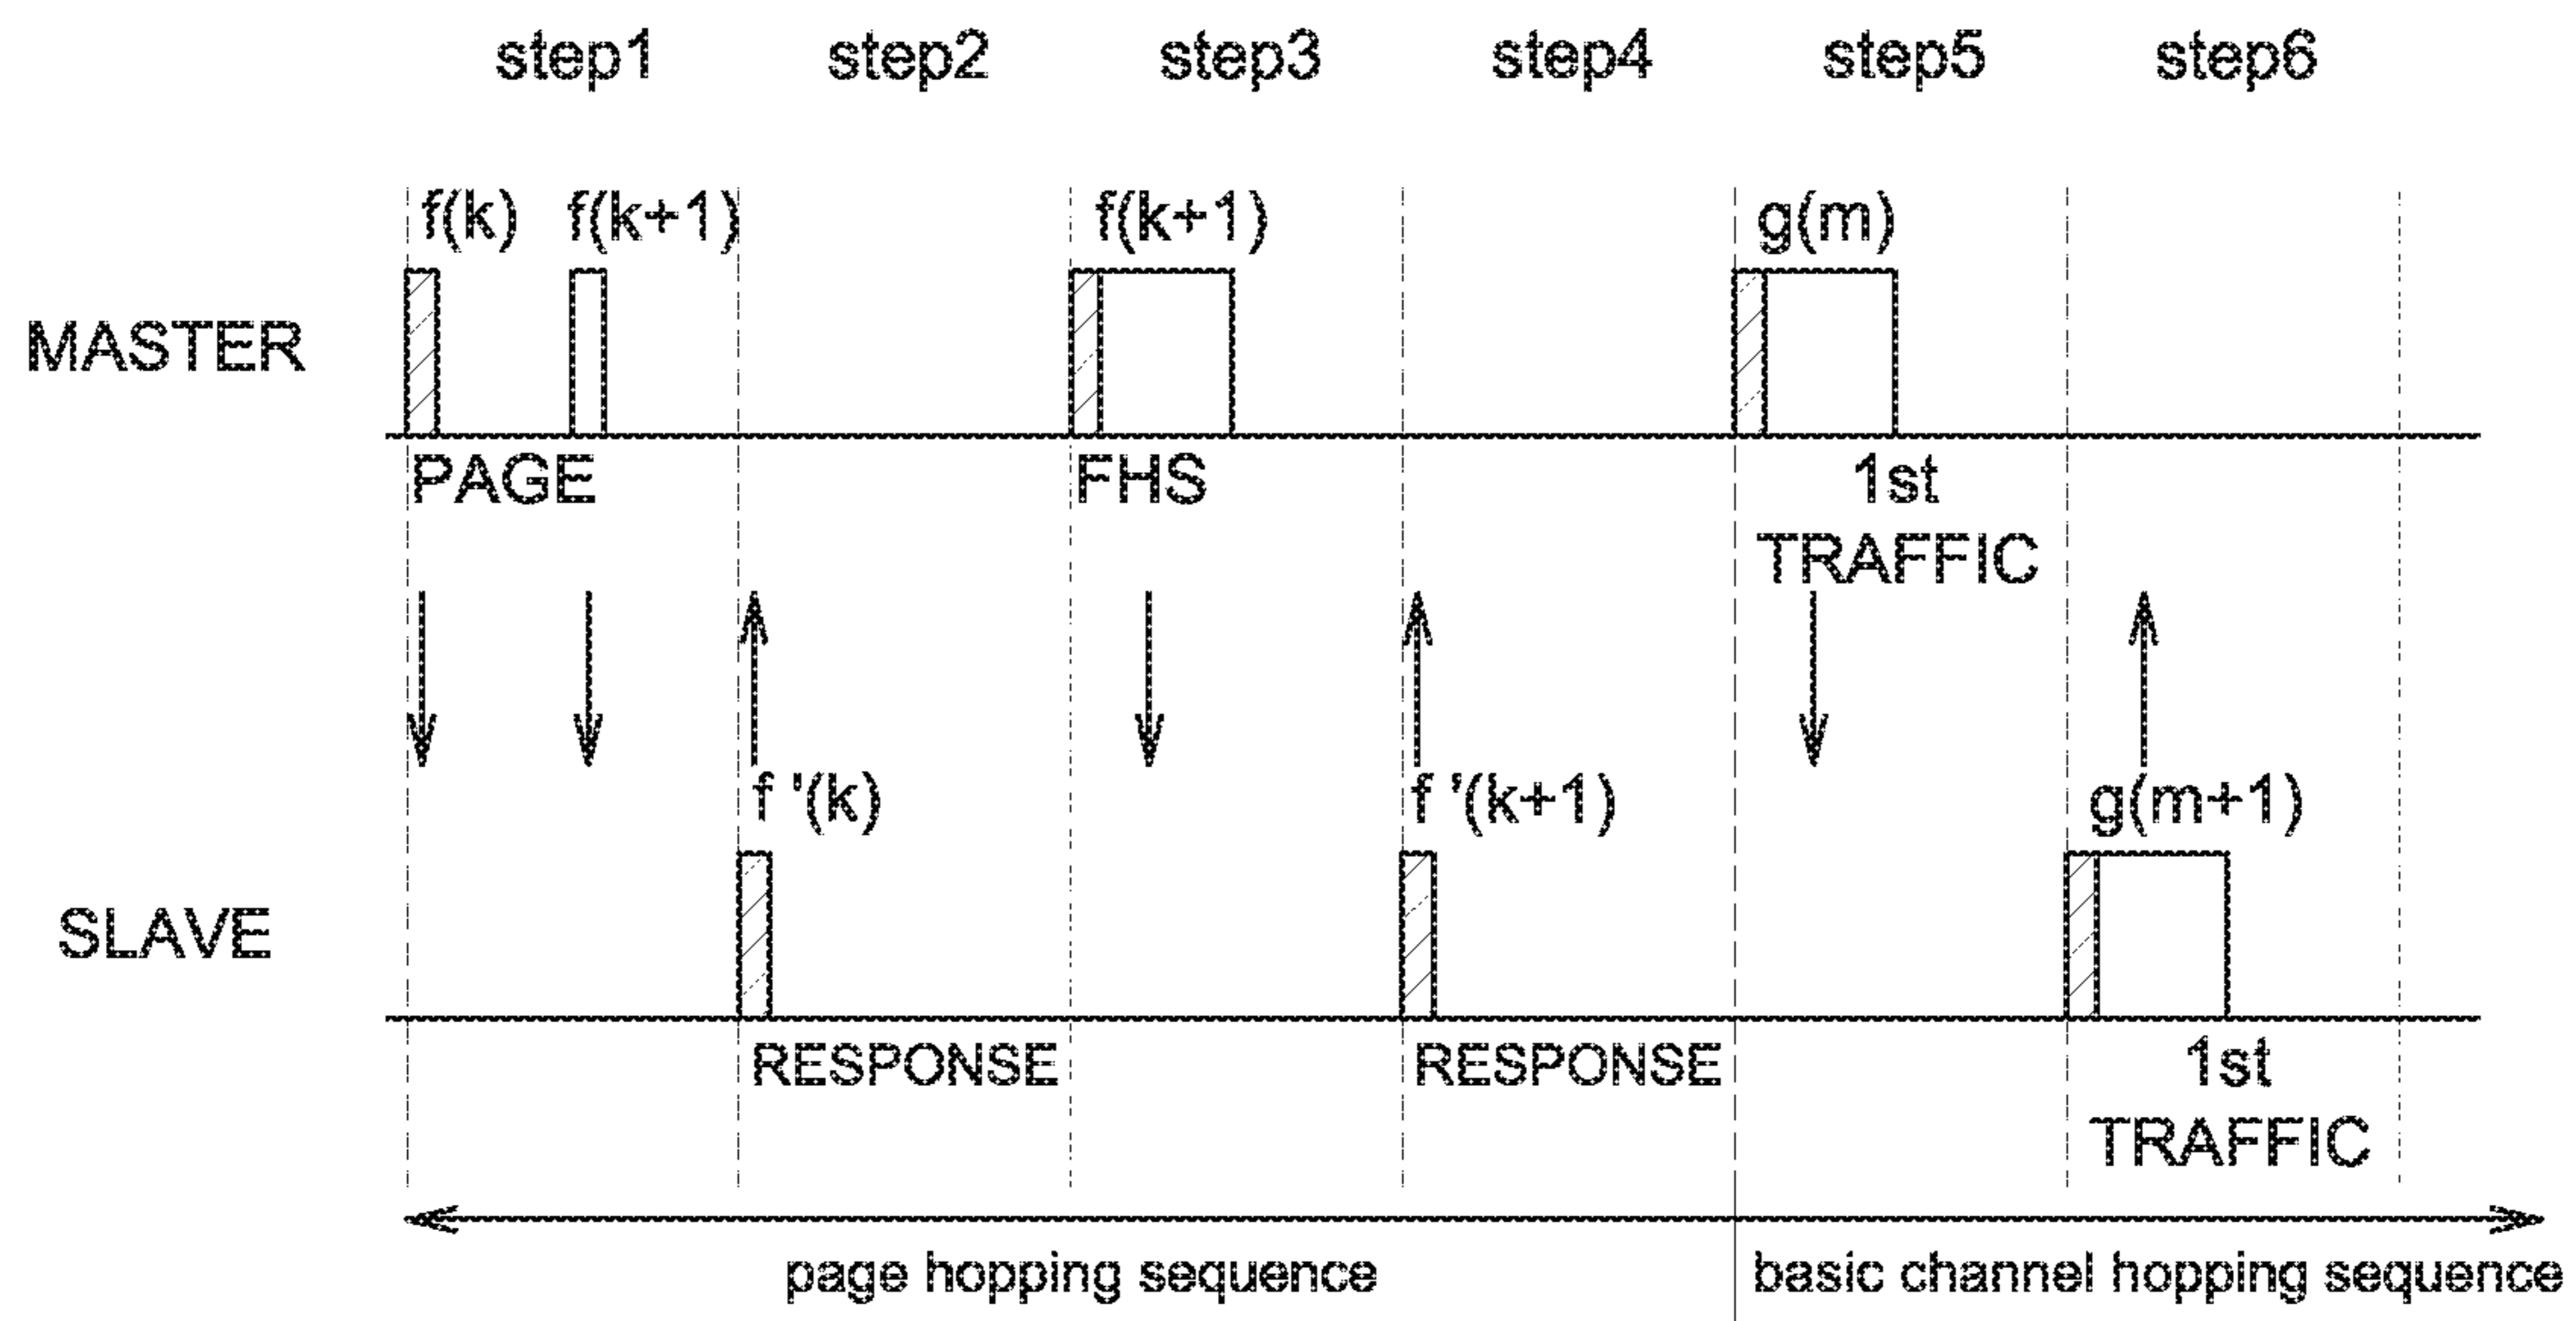 step1 step2 step3 step4 step5 step6
f(k) f(k+1) f(k+1) g(m)
MASTER
PAGE FHS 1st
TRAFFIC
f '(k) f '(k+1) g(m+1)
SLAVE
RESPONSE RESPONSE 1st
TRAFFIC
page hopping sequence basic channel hopping sequence